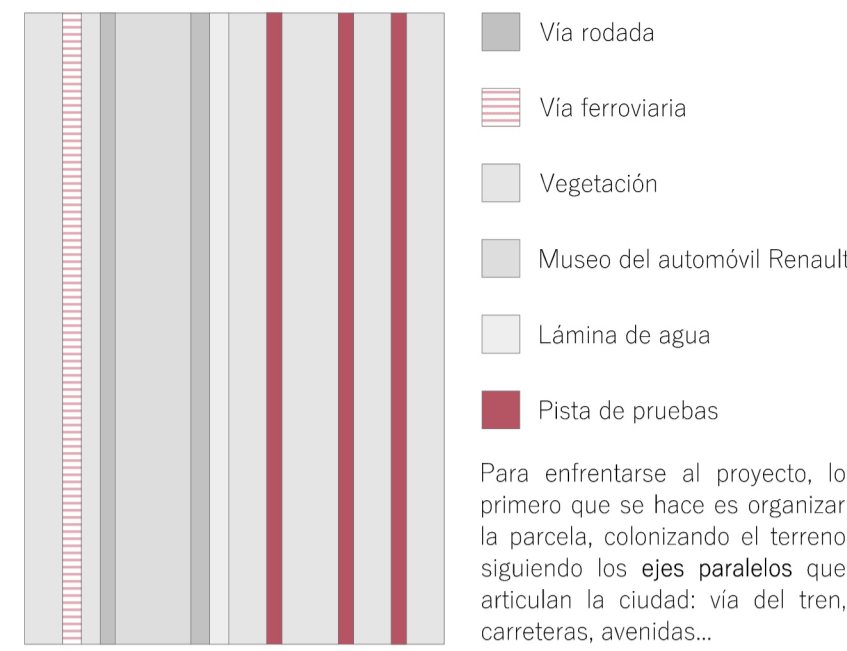 Vía rodada
Vía ferroviaria
Vegetación
Museo del automóvil Renault
Lámina de agua
Pista de pruebas
Para enfrentarse al proyecto, lo
primero que se hace es organizar
la parcela, colonizando el terreno
siguiendo los ejes paralelos que
articulan la ciudad: vía del tren,
carreteras, avenidas...